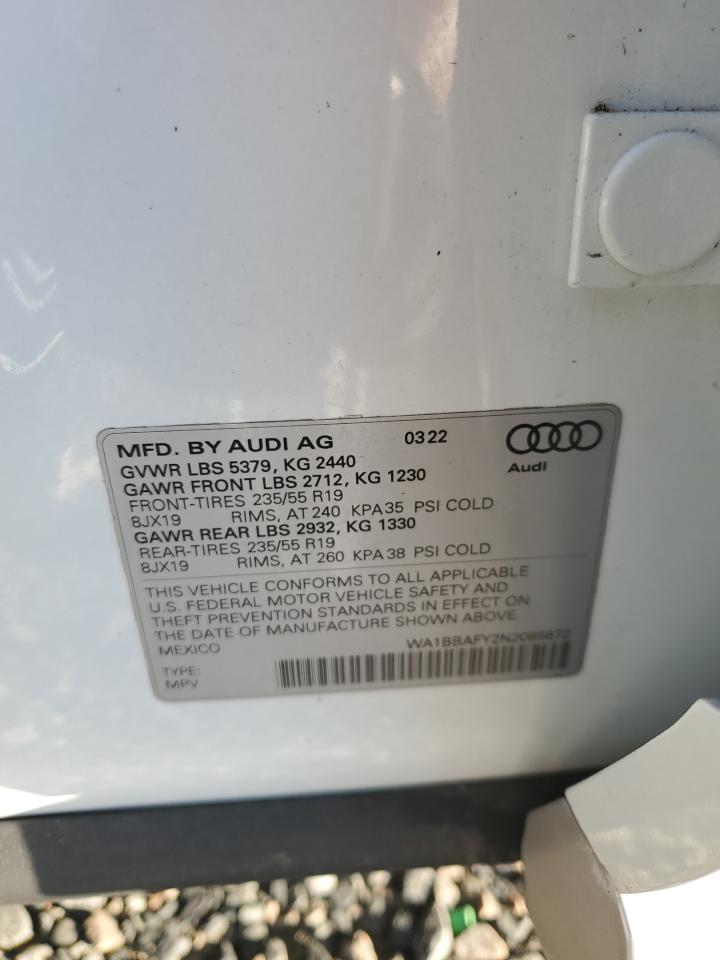 MFD. BY AUDI AG 0322
GVWR LBS 5379, KG 2440
GAWR FRONT LBS 2712, KG 1230
FRONT-TIRES 235/55 R19
8JX19 RIMS, AT 240 KPA35 PSI COLD
GAWR REAR LBS 2932, KG 1330
REAR-TIRES 235/55 R19
8JX19 RIMS, AT 260 KPA38 PSI COLD
Audi
THIS VEHICLE CONFORMS TO ALL APPLICABLE
U.S. FEDERAL MOTOR VEHICLE SAFETY AND
THEFT PREVENTION STANDARDS IN EFFECT ON
THE DATE OF MANUFACTURE SHOWN ABOVE.
MEXICO WA1BBAFY2N2085872
TYPE:
MPV